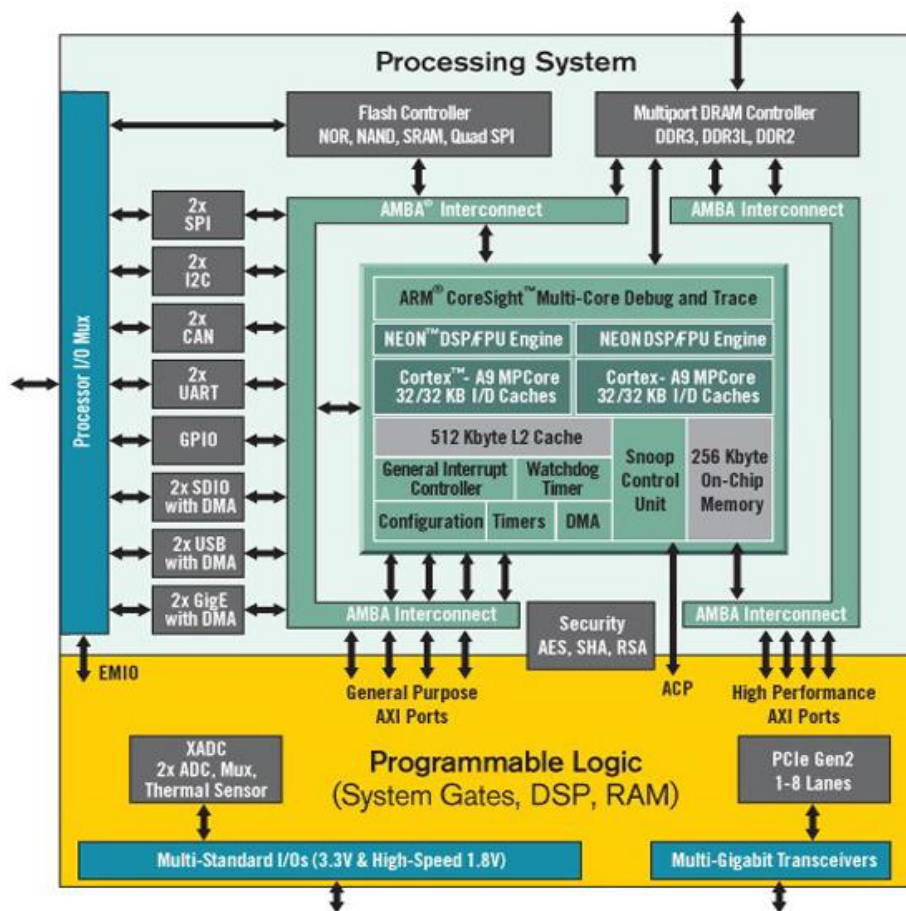 Processing System
Flash Controller
NOR, NAND, SRAM, Quad SPI
Multiport DRAM Controller
DDR3, DDR3L, DDR2
AMBA® Interconnect
AMBA Interconnect
Processor I/O Mux
2x
SPI
2x
I2C
2x
CAN
2x
UART
GPIO
2x SDIO
with DMA
2x USB
with DMA
2x GigE
with DMA
ARM® CoreSight™ Multi-Core Debug and Trace
NEON™ DSP/FPU Engine
NEON DSP/FPU Engine
Cortex™- A9 MPCore
32/32 KB I/D Caches
Cortex- A9 MPCore
32/32 KB I/D Caches
512 Kbyte L2 Cache
General Interrupt
Controller
Watchdog
Timer
Configuration
Timers
DMA
Snoop
Control
Unit
256 Kbyte
On-Chip
Memory
AMBA Interconnect
AMBA Interconnect
Security
AES, SHA, RSA
EMIO
General Purpose
AXI Ports
ACP
High Performance
AXI Ports
XADC
2x ADC, Mux,
Thermal Sensor
Programmable Logic
(System Gates, DSP, RAM)
PCIe Gen2
1-8 Lanes
Multi-Standard I/Os (3.3V & High-Speed 1.8V)
Multi-Gigabit Transceivers